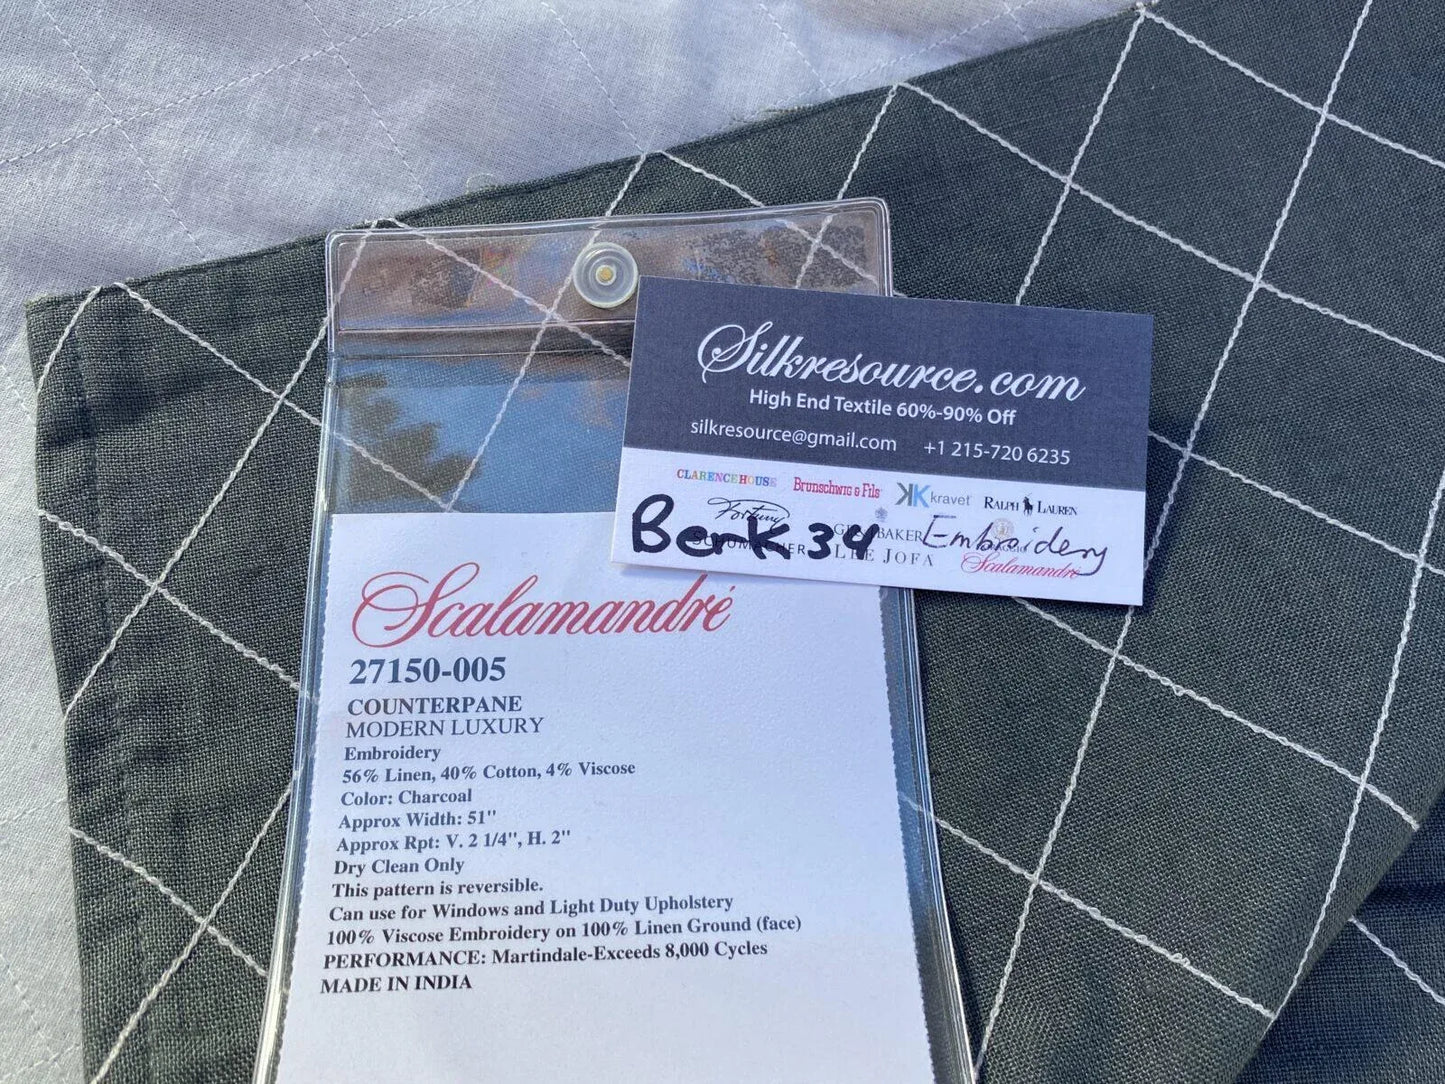 Silkresource.com
High End Textile 60%-90% Off
silkresource@gmail.com +1 215-720 6235
CLARENCE HOUSE Brunschwig & Fils kravet RALPH LAUREN
Fortuny
SCHUMACHER LEE JOFA Scalamandré
34 Embroidery
Scalamandré
27150-005
COUNTERPANE
MODERN LUXURY
Embroidery
56% Linen, 40% Cotton, 4% Viscose
Color: Charcoal
Approx Width: 51"
Approx Rpt: V. 2 1/4", H. 2"
Dry Clean Only
This pattern is reversible.
Can use for Windows and Light Duty Upholstery
100% Viscose Embroidery on 100% Linen Ground (face)
PERFORMANCE: Martindale-Exceeds 8,000 Cycles
MADE IN INDIA